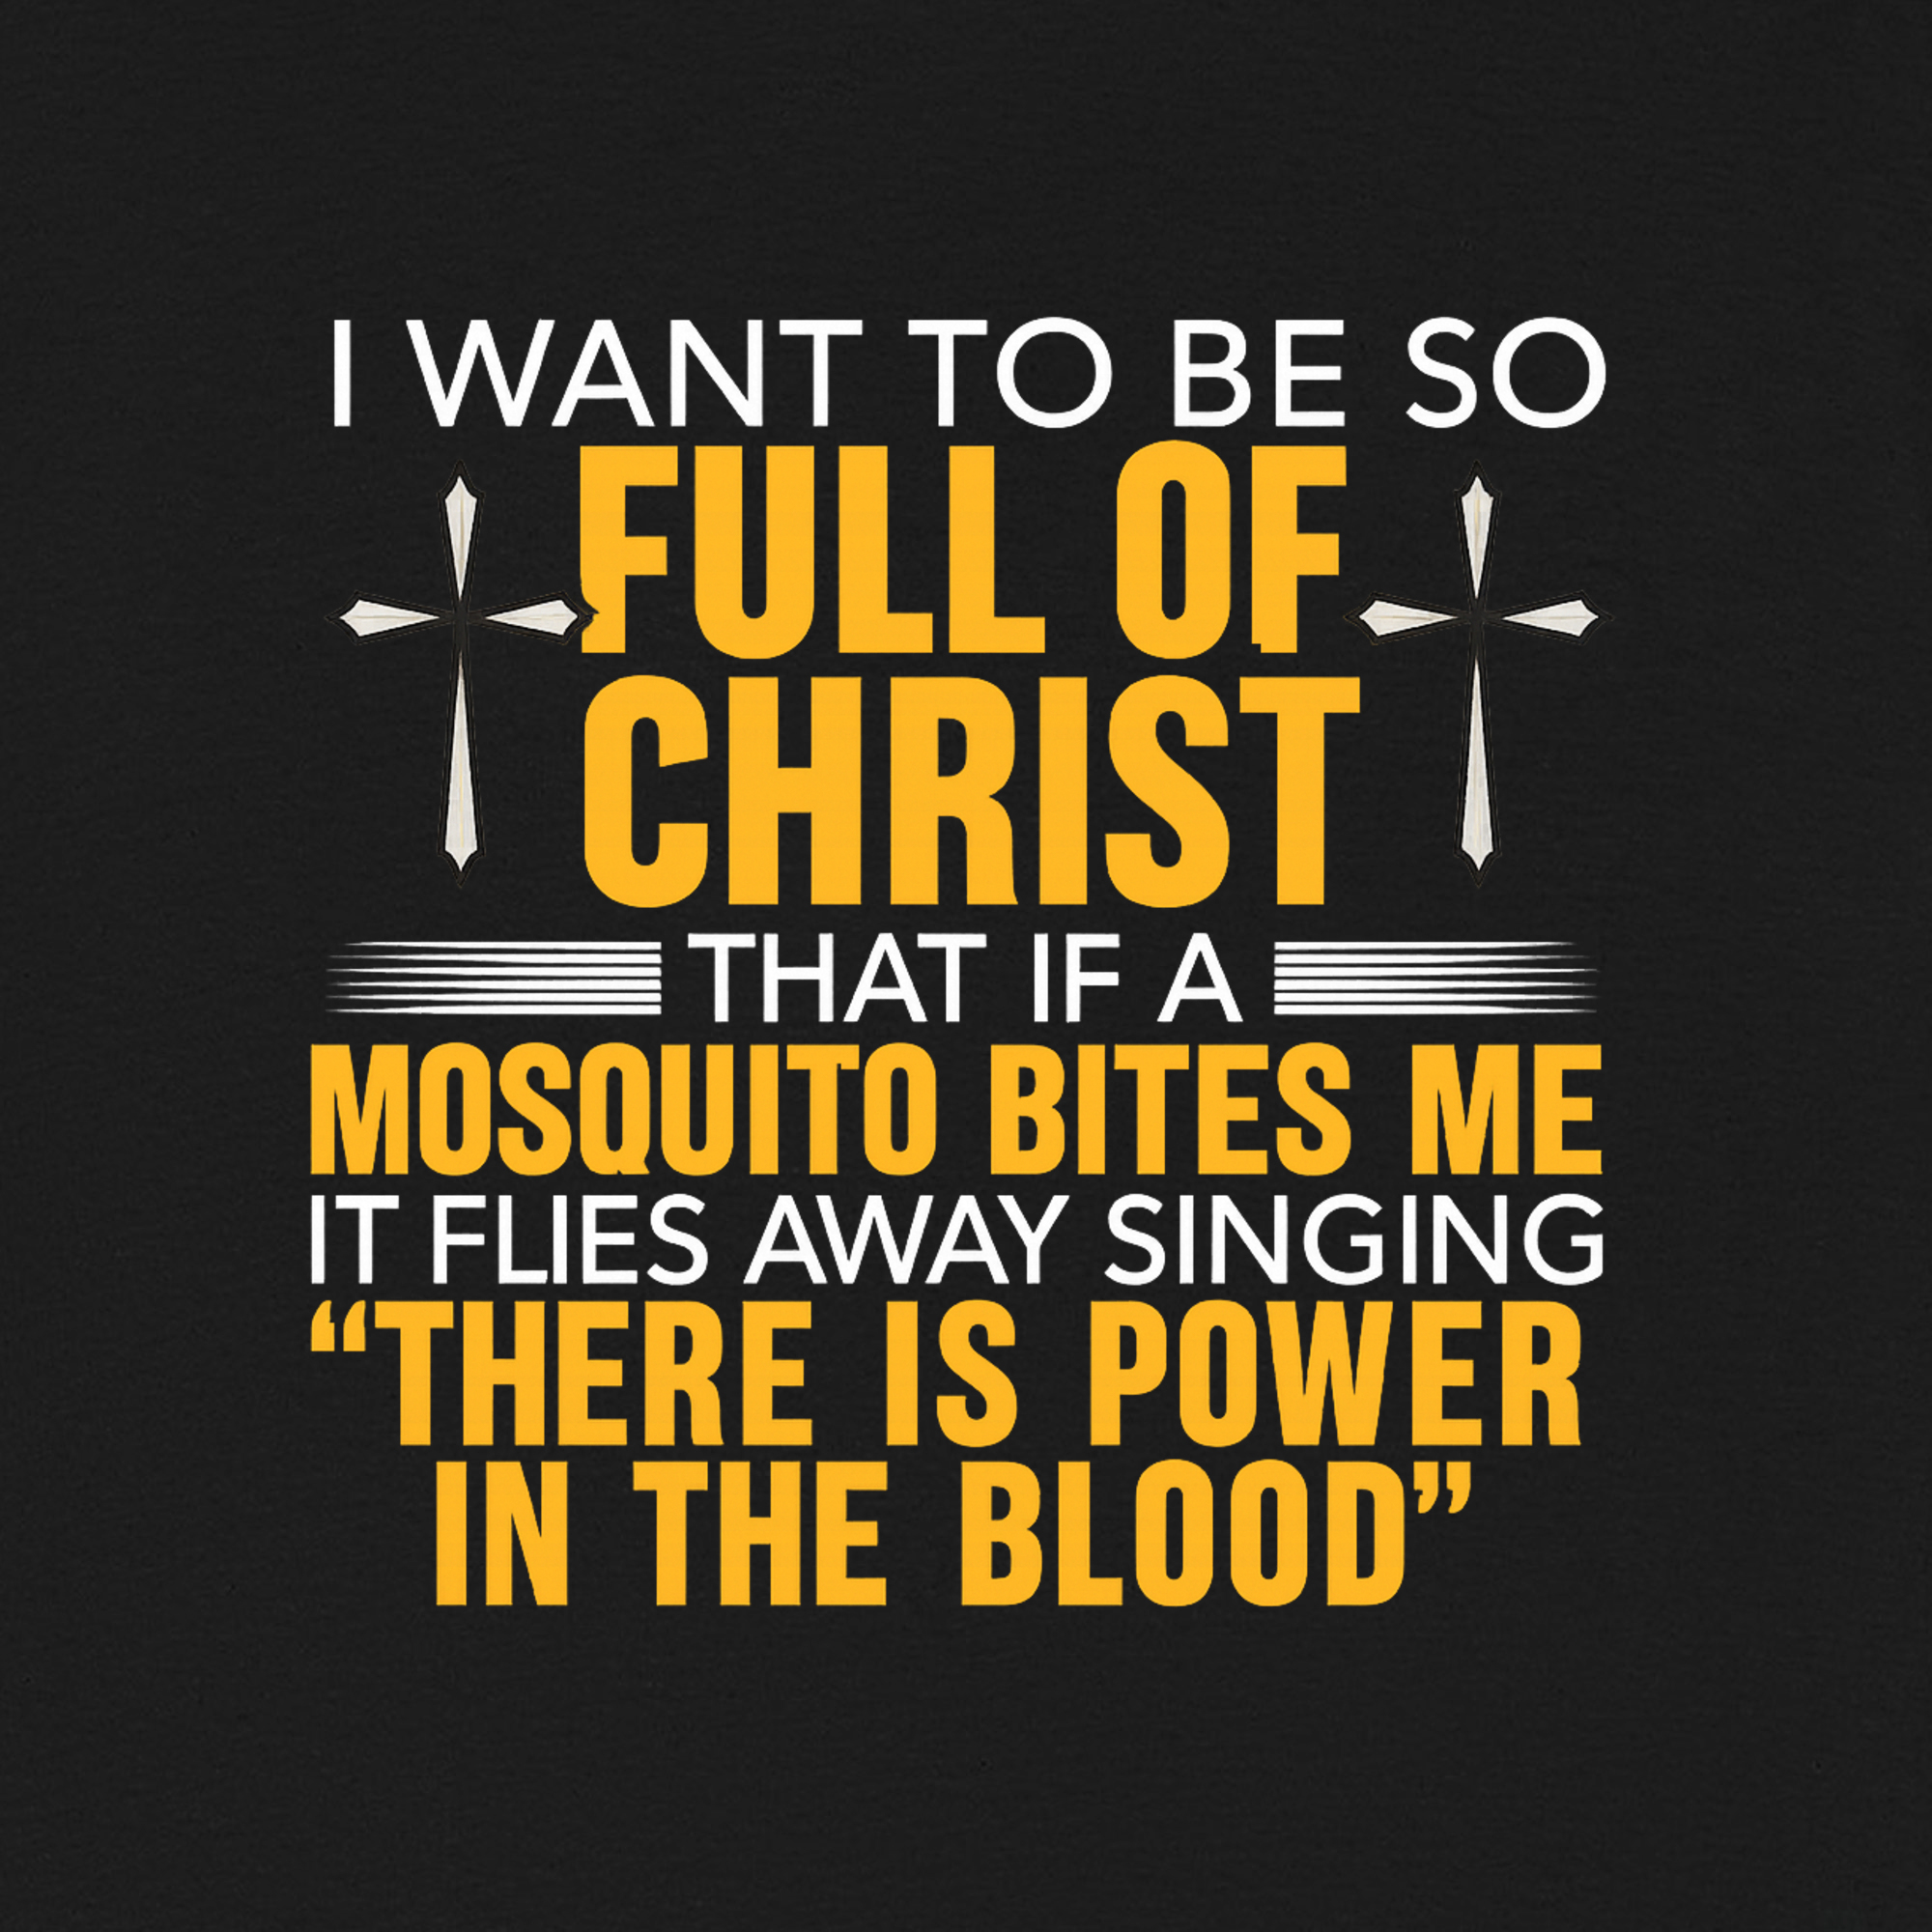 I WANT TO BE SO
FULL OF
CHRIST
THAT IF A
MOSQUITO BITES ME
IT FLIES AWAY SINGING
“THERE IS POWER
IN THE BLOOD”